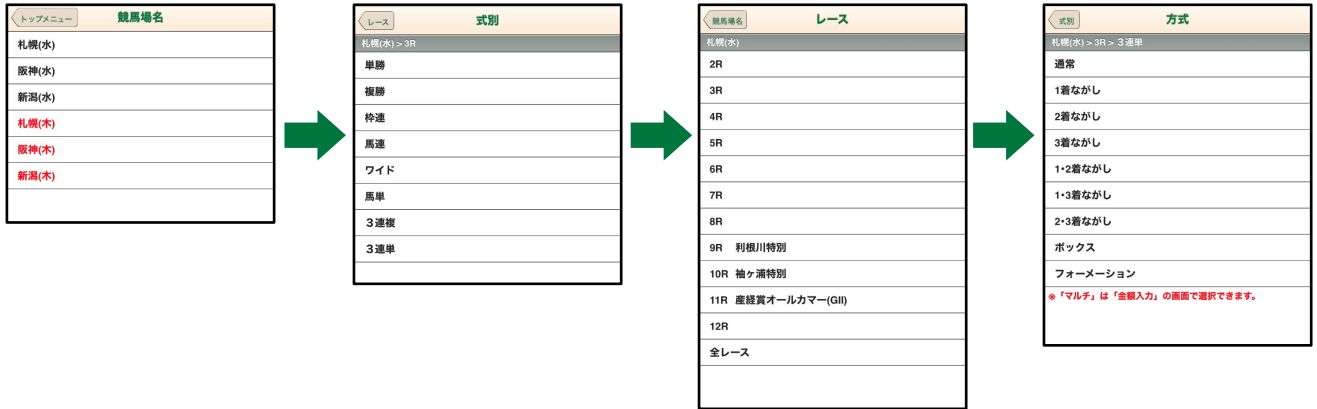 トップメニュー
競馬場名
札幌(水)
阪神(水)
新潟(水)
札幌(木)
阪神(木)
新潟(木)
レース
式別
札幌(水) > 3R
単勝
複勝
枠連
馬連
ワイド
馬単
３連複
３連単
競馬場名
レース
札幌(水)
2R
3R
4R
5R
6R
7R
8R
9R 利根川特別
10R 袖ヶ浦特別
11R 産経賞オールカマー(GII)
12R
全レース
式別
方式
札幌(水) > 3R > ３連単
通常
1着ながし
2着ながし
3着ながし
1・2着ながし
1・3着ながし
2・3着ながし
ボックス
フォーメーション
※「マルチ」は「金額入力」の画面で選択できます。